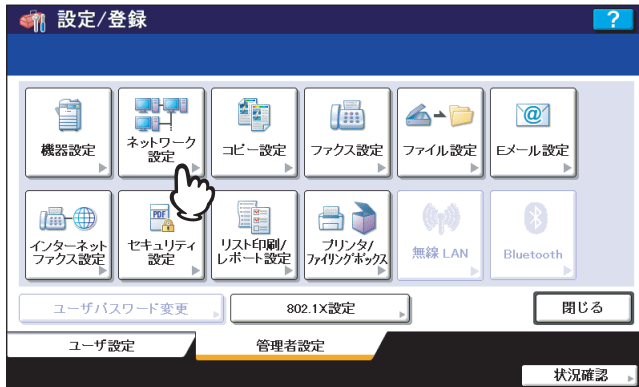 設定/登録
?
機器設定
ネットワーク
設定
コピー設定
ファクス設定
ファイル設定
Eメール設定
@
インターネット
ファクス設定
PDF
セキュリティ
設定
リスト印刷/
レポート設定
プリンタ/
ファイリングボックス
無線 LAN
Bluetooth
ユーザパスワード変更
802.1X設定
閉じる
ユーザ設定
管理者設定
状況確認